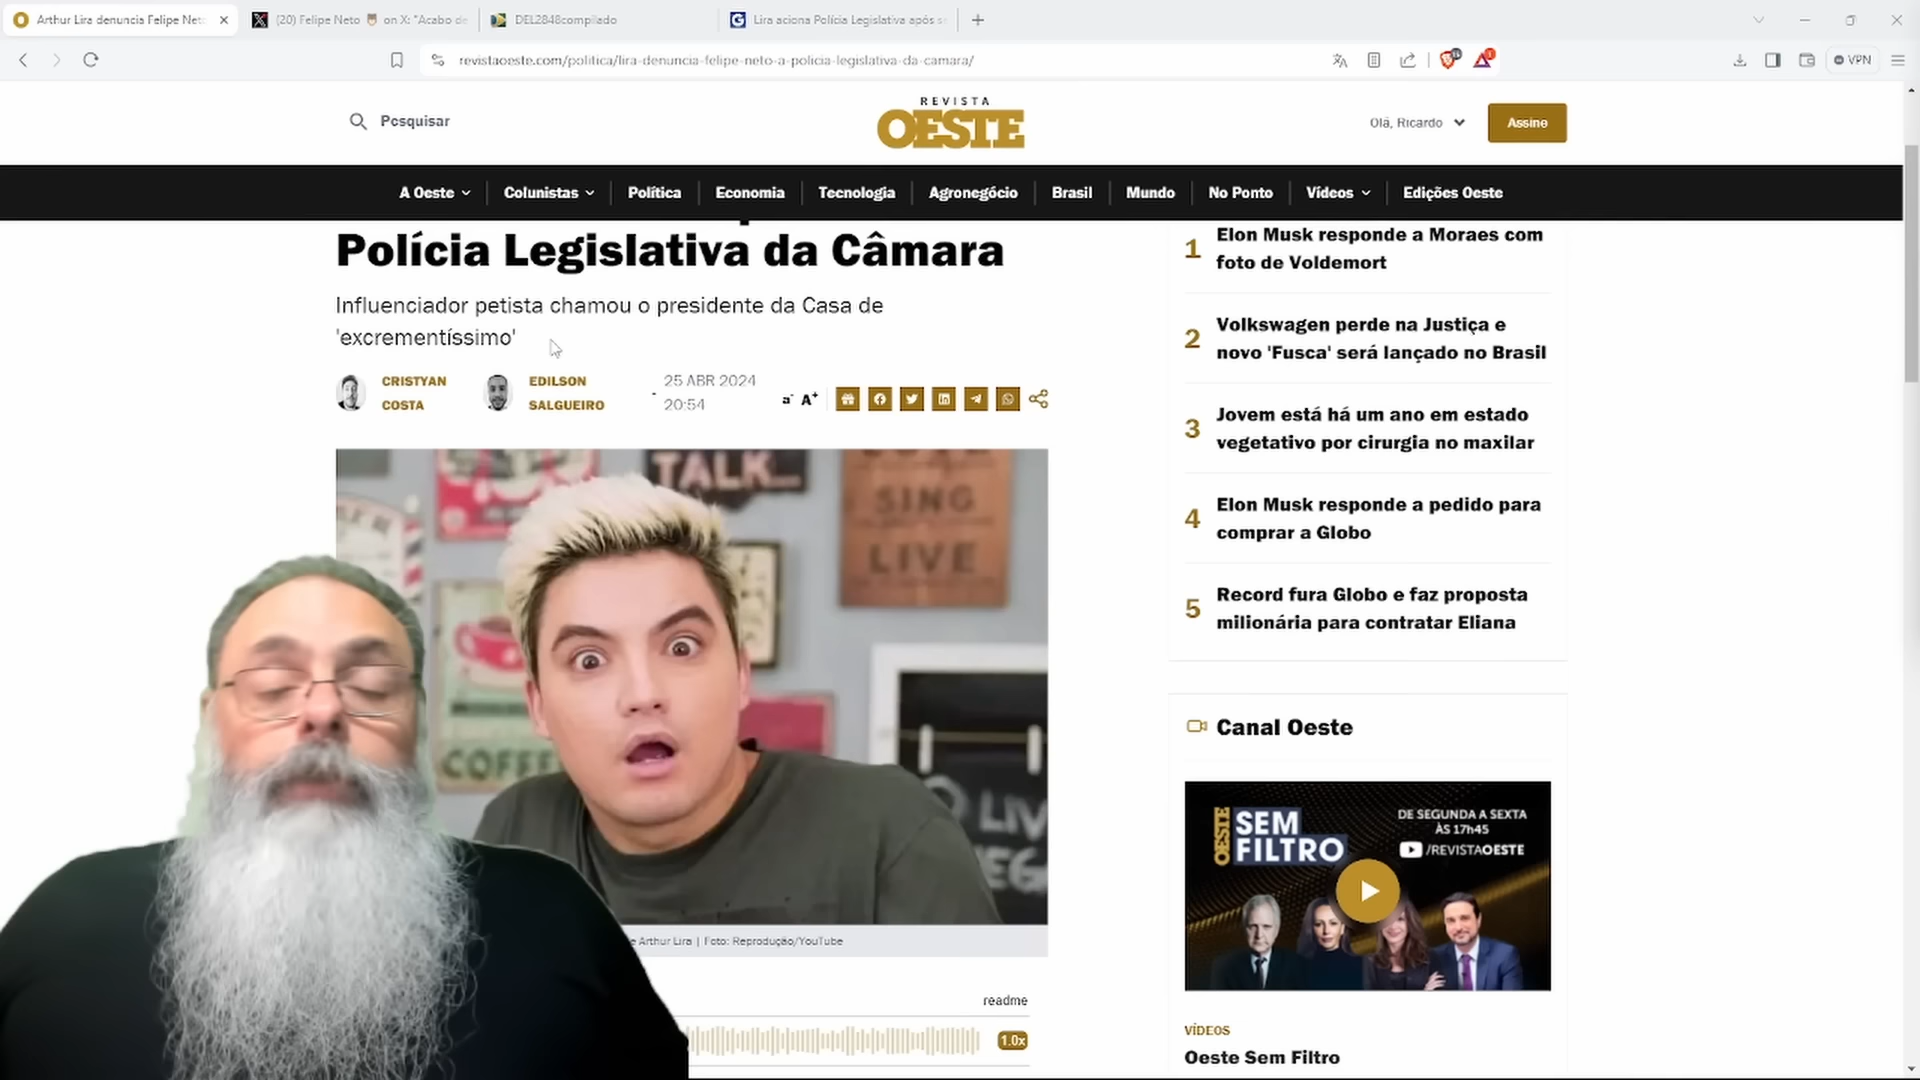 Arthur Lira denuncia Felipe Neto
(20) Felipe Neto on X: "Acabo de
DEL2848compilado
Lira aciona Polícia Legislativa após s
revistaoeste.com/politica/lira-denuncia-felipe-neto-a-policia-legislativa-da-camara/
VPN
Pesquisar
REVISTA
OESTE
Olá, Ricardo
Assine
A Oeste
Colunistas
Política
Economia
Tecnologia
Agronegócio
Brasil
Mundo
No Ponto
Vídeos
Edições Oeste
Polícia Legislativa da Câmara
Influenciador petista chamou o presidente da Casa de
'excrementíssimo'
CRISTYAN
COSTA
EDILSON
SALGUEIRO
- 25 ABR 2024
20:54
a-
A+
TALK...
SING
LIVE
COFFE
LIV
e Arthur Lira | Foto: Reprodução/YouTube
readme
1.0x
1
Elon Musk responde a Moraes com
foto de Voldemort
2
Volkswagen perde na Justiça e
novo 'Fusca' será lançado no Brasil
3
Jovem está há um ano em estado
vegetativo por cirurgia no maxilar
4
Elon Musk responde a pedido para
comprar a Globo
5
Record fura Globo e faz proposta
milionária para contratar Eliana
Canal Oeste
OESTE
SEM
FILTRO
DE SEGUNDA A SEXTA
ÀS 17h45
/REVISTAOESTE
VÍDEOS
Oeste Sem Filtro